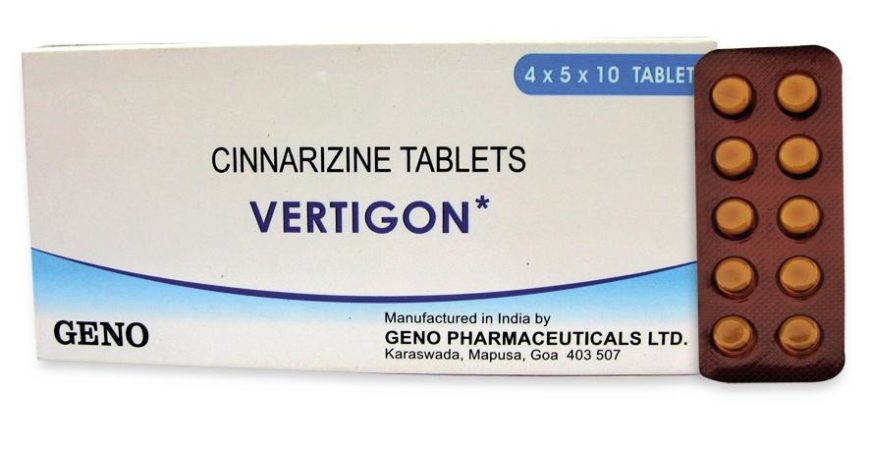 4 x 5 x 10 TABLET
CINNARIZINE TABLETS
VERTIGON*
GENO
Manufactured in India by
GENO PHARMACEUTICALS LTD.
Karaswada, Mapusa, Goa 403 507